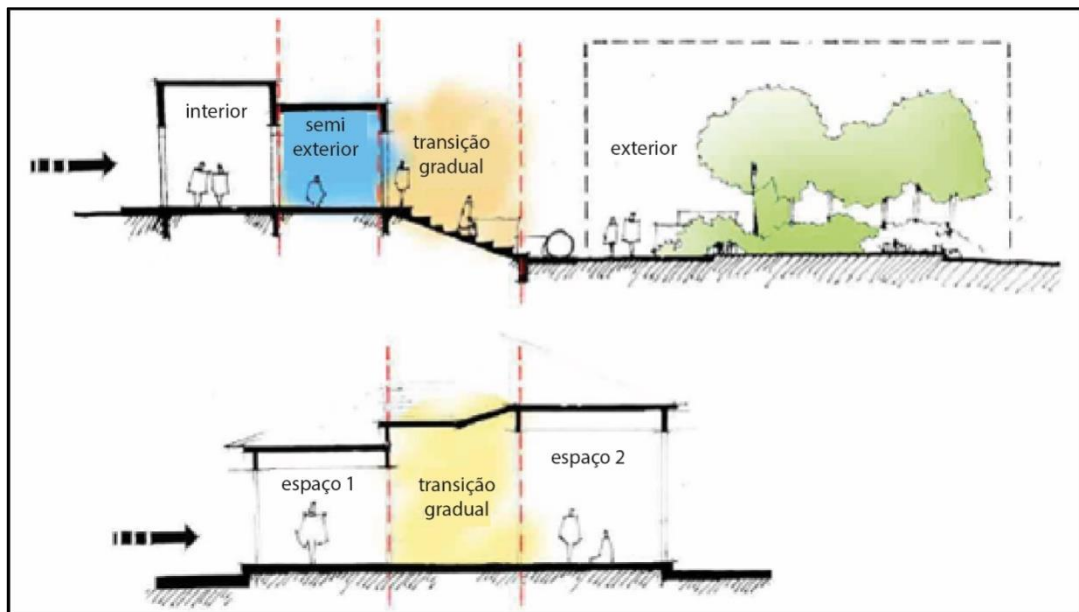 interior
semi
exterior
transição
gradual
exterior
espaço 1
transição
gradual
espaço 2